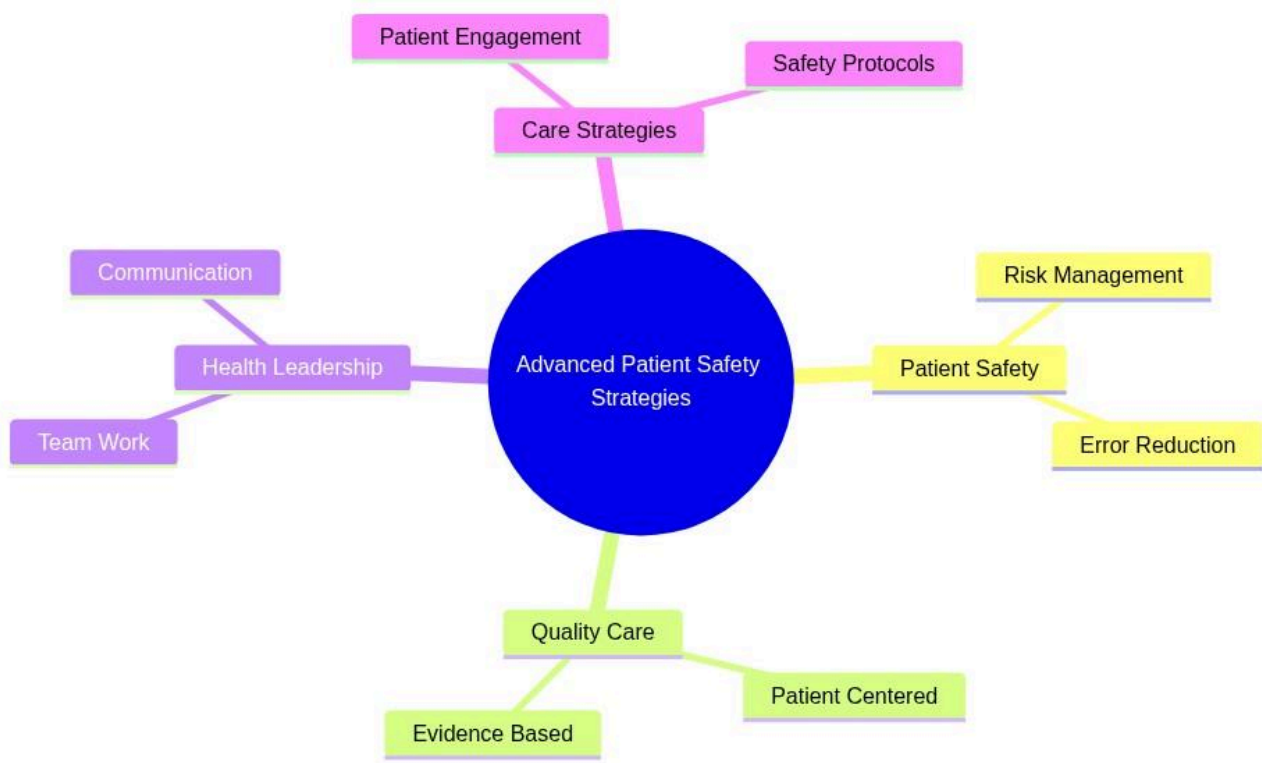 Patient Engagement
Safety Protocols
Care Strategies
Communication
Risk Management
Health Leadership
Advanced Patient Safety
Strategies
Patient Safety
Team Work
Error Reduction
Quality Care
Patient Centered
Evidence Based